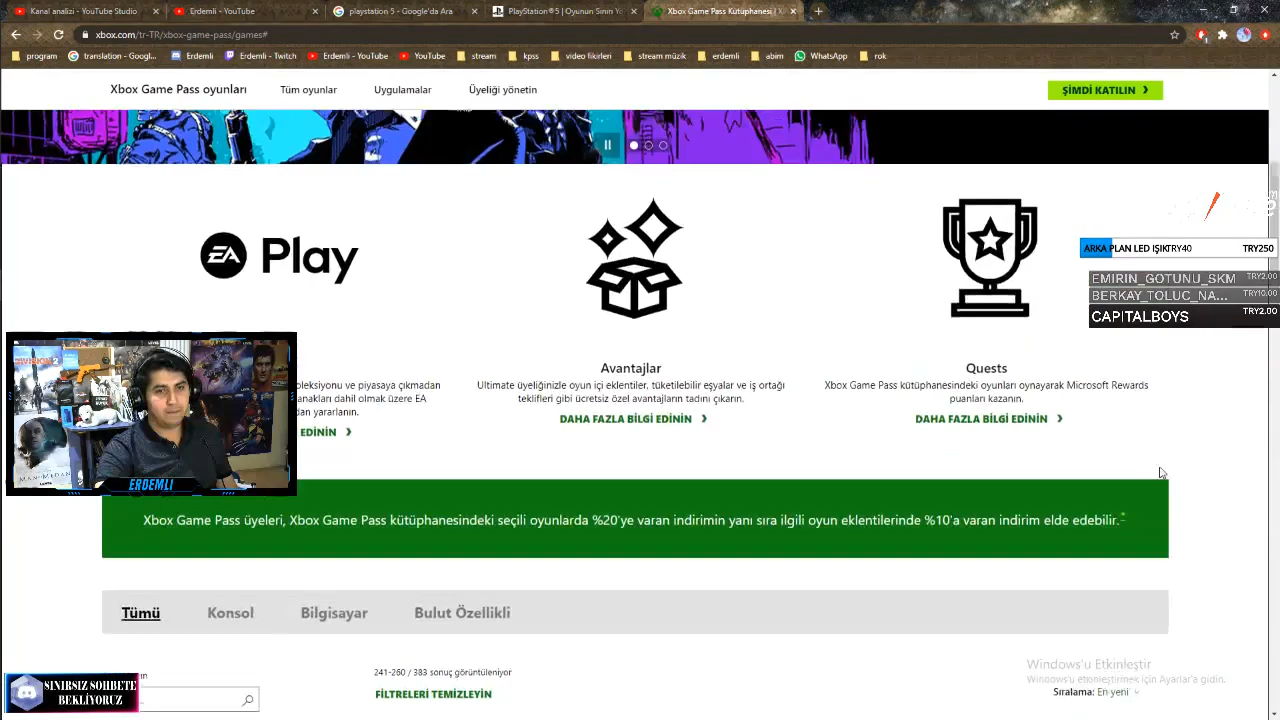 Kanal analizi - YouTube Studio
Erdemli - YouTube
playstation 5 - Google'da Ara
PlayStation®5 | Oyunun Sınırı Y
Xbox Game Pass Kütüphanesi |
xbox.com/tr-TR/xbox-game-pass/games#
program
translation - Googl...
Erdemli
Erdemli - Twitch
Erdemli - YouTube
YouTube
stream
kpss
video fikirleri
stream müzik
erdemli
abim
WhatsApp
rok
Xbox Game Pass oyunları
Tüm oyunlar
Uygulamalar
Üyeliği yönetin
ŞİMDİ KATILIN
EA Play
ARKA PLAN LED IŞIK TRY40 TRY250
EMIRIN_GOTUNU_SKM TRY2.00
BERKAY_TOLUC_NA... TRY10.00
CAPITALBOYS TRY2.00
Avantajlar
Quests
oleksiyonu ve piyasaya çıkmadan
anakları dahil olmak üzere EA
dan yararlanın.
EDİNİN
Ultimate üyeliğinizle oyun içi eklentiler, tüketilebilir eşyalar ve iş ortağı
teklifleri gibi ücretsiz özel avantajların tadını çıkarın.
DAHA FAZLA BİLGİ EDİNİN
Xbox Game Pass kütüphanesindeki oyunları oynayarak Microsoft Rewards
puanları kazanın.
DAHA FAZLA BİLGİ EDİNİN
ERDEMLI
Xbox Game Pass üyeleri, Xbox Game Pass kütüphanesindeki seçili oyunlarda %20'ye varan indirimin yanı sıra ilgili oyun eklentilerinde %10'a varan indirim elde edebilir.*
Tümü
Konsol
Bilgisayar
Bulut Özellikli
241-260 / 383 sonuç görüntüleniyor
FİLTRELERİ TEMİZLEYİN
SINIRSIZ SOHBETE
BEKLİYORUZ
Windows'u Etkinleştir
Windows'u etkinleştirmek için Ayarlar'a gidin.
Sıralama: En yeni